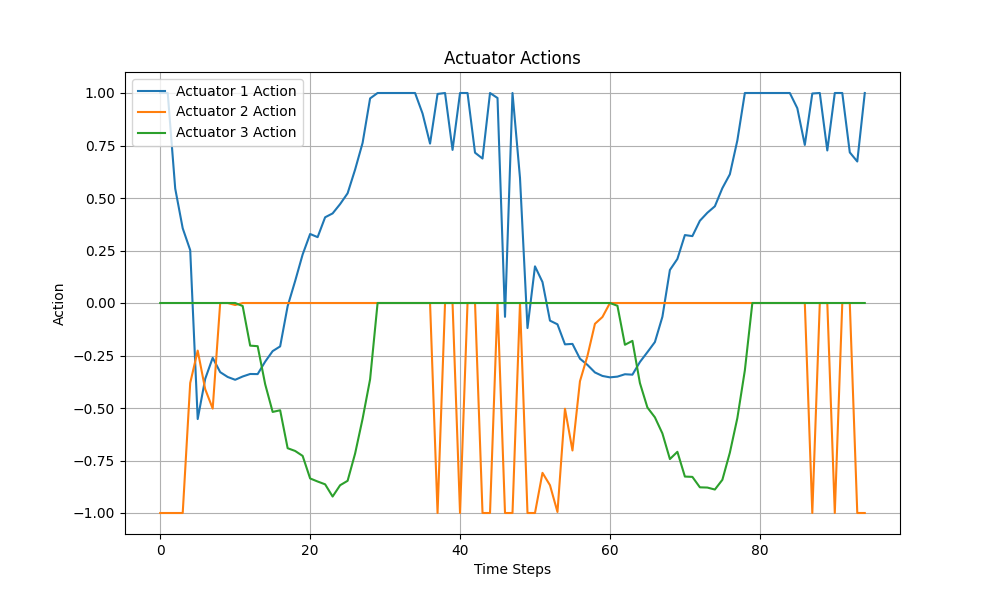 Actuator Actions
Actuator 1 Action
Actuator 2 Action
Actuator 3 Action
1.00
0.75
0.50
0.25
0.00
−0.25
−0.50
−0.75
−1.00
Action
0 20 40 60 80
Time Steps